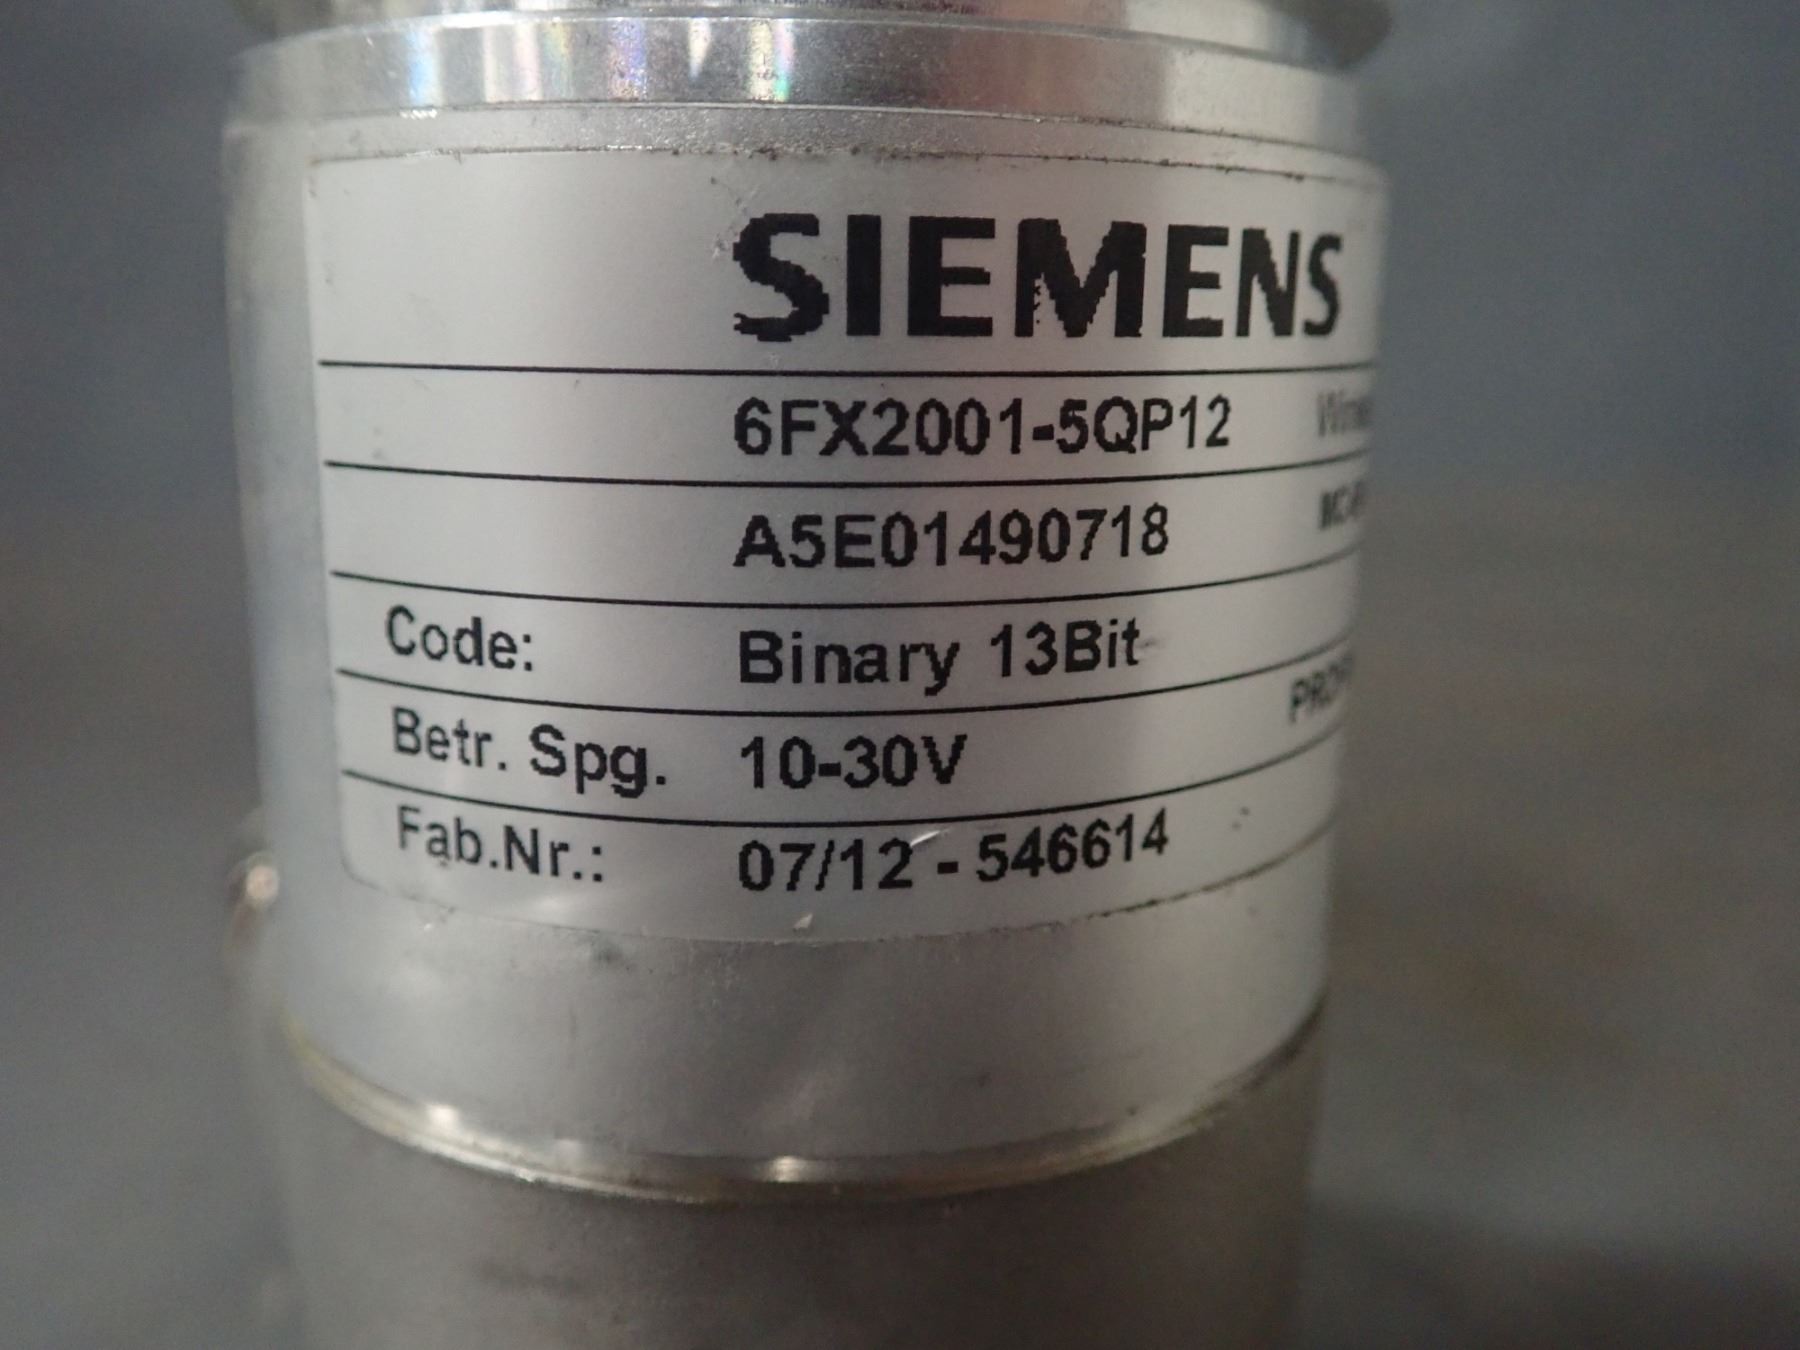 SIEMENS
6FX2001-5QP12
A5E01490718
Code: Binary 13Bit
Betr. Spg. 10-30V
Fab.Nr.: 07/12 - 546614